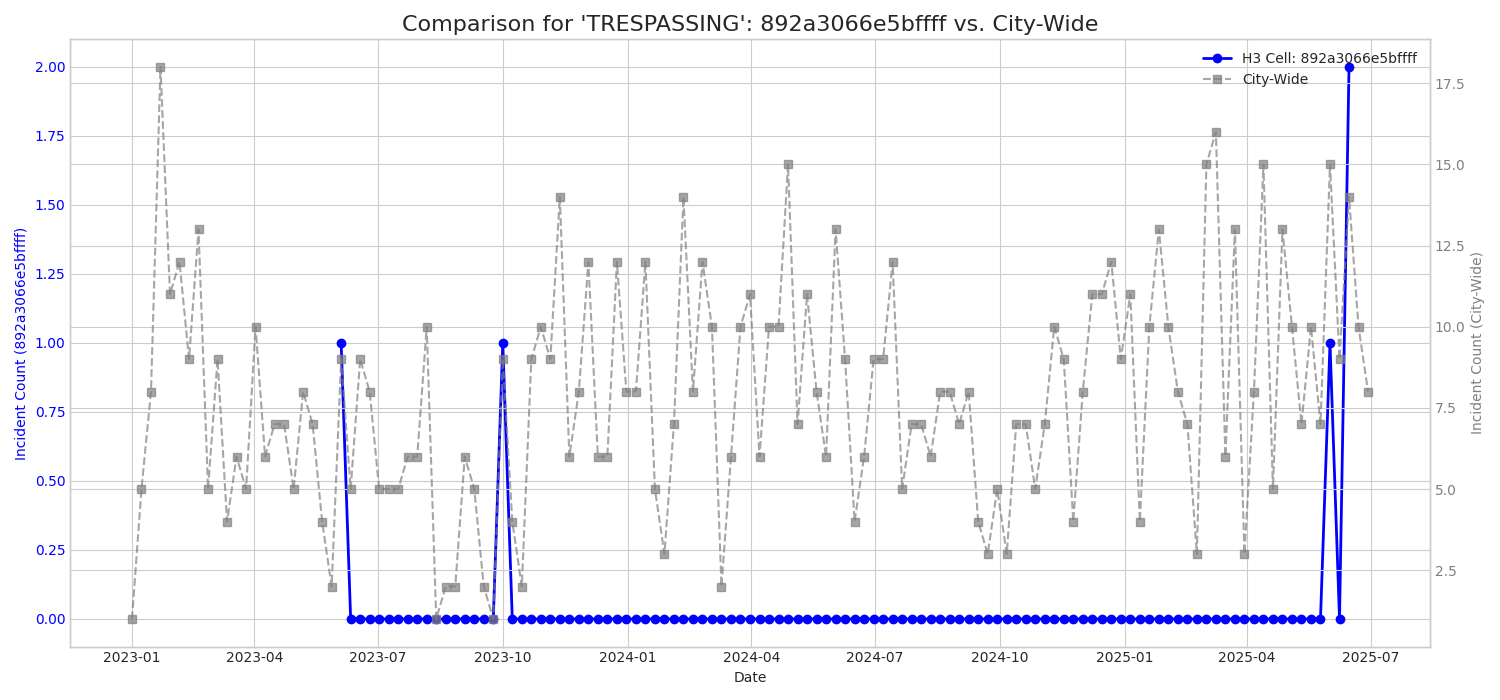 Comparison for 'TRESPASSING': 892a3066e5bffff vs. City-Wide
H3 Cell: 892a3066e5bffff
City-Wide
Incident Count (892a3066e5bffff)
2.00
1.75
1.50
1.25
1.00
0.75
0.50
0.25
0.00
17.5
15.0
12.5
10.0
7.5
5.0
2.5
Incident Count (City-Wide)
2023-01 2023-04 2023-07 2023-10 2024-01 2024-04 2024-07 2024-10 2025-01 2025-04 2025-07
Date